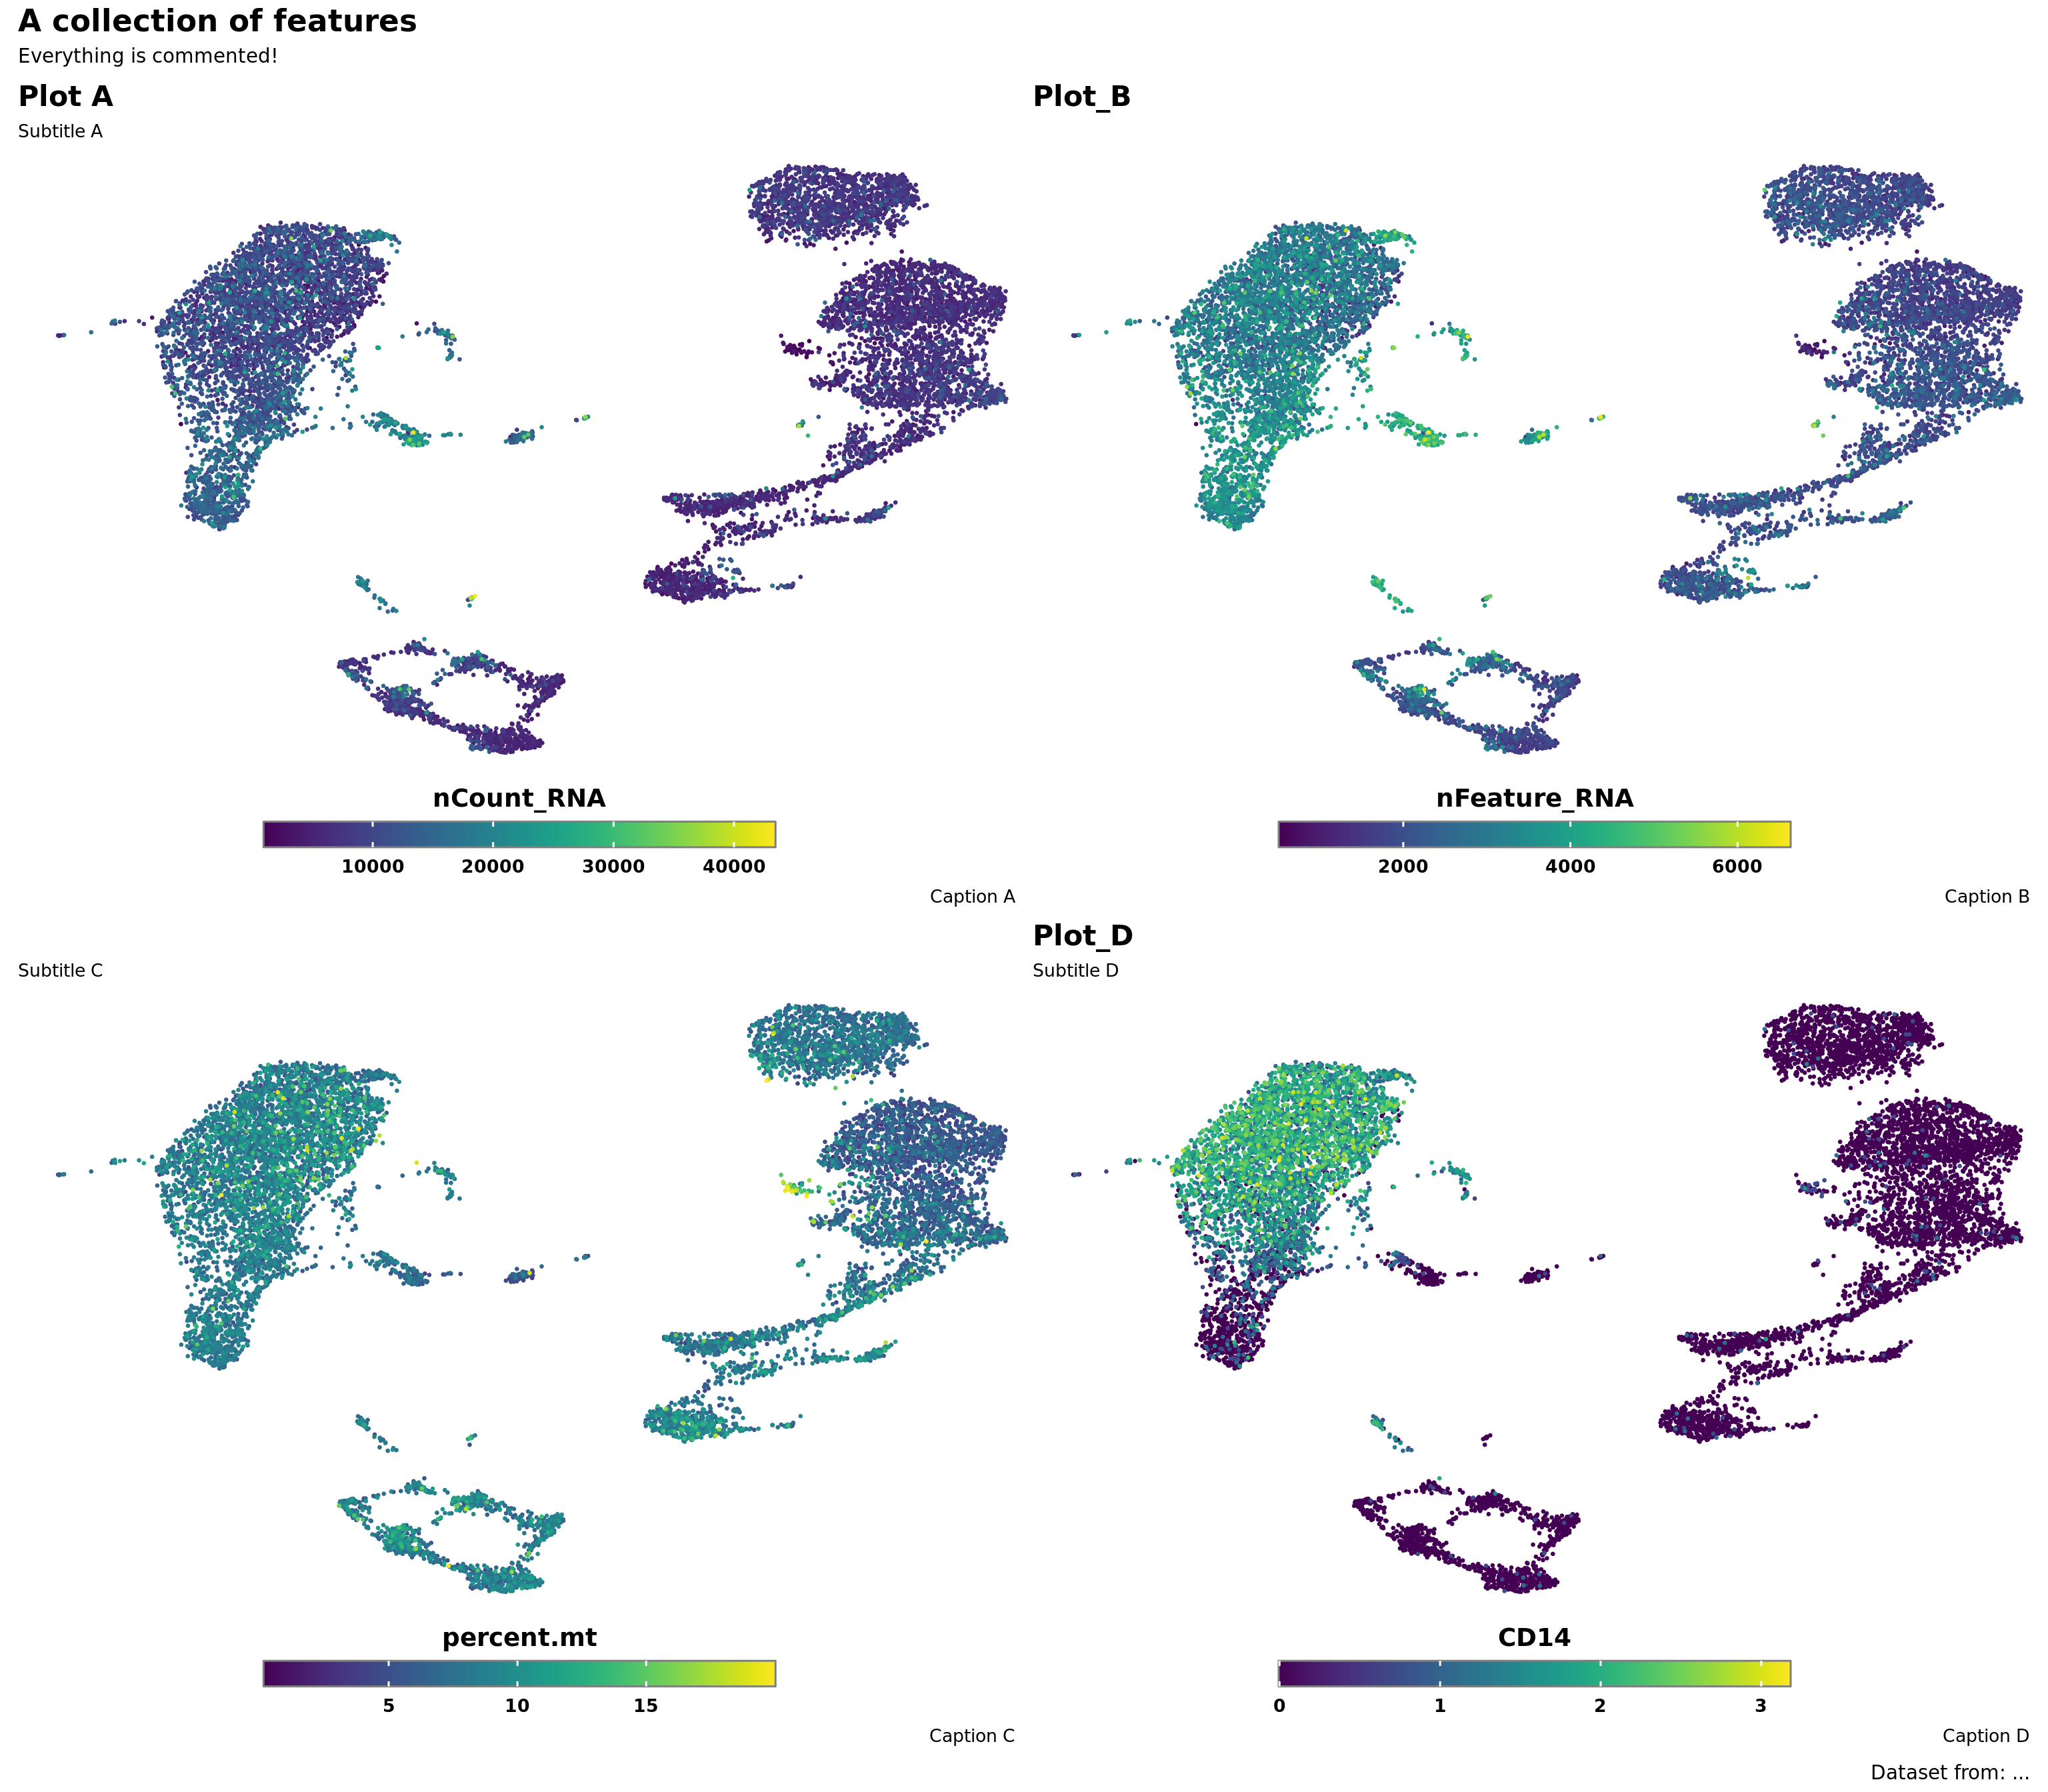 A collection of features
Everything is commented!
Plot A
Subtitle A
Plot_B
nCount_RNA
10000 20000 30000 40000
Caption A
nFeature_RNA
2000 4000 6000
Caption B
Subtitle C
Plot_D
Subtitle D
percent.mt
5 10 15
Caption C
CD14
0 1 2 3
Caption D
Dataset from: ...